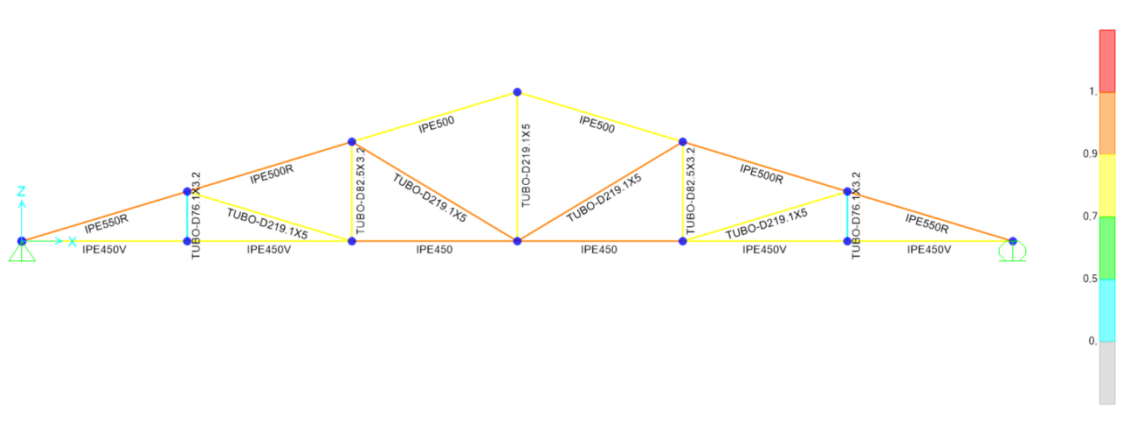 1.
IPE500
IPE500
TUBO-D219.1X5
0.9
IPE500R
TUBO-D82.5X3.2
TUBO-D219.1X5
TUBO-D219.1X5
TUBO-D82.5X3.2
IPE500R
Z
TUBO-D76.1X3.2
TUBO-D76.1X3.2
0.7
IPE550R
TUBO-D219.1X5
TUBO-D219.1X5
IPE550R
X
IPE450V
IPE450V
IPE450
IPE450
IPE450V
IPE450V
0.5
0.